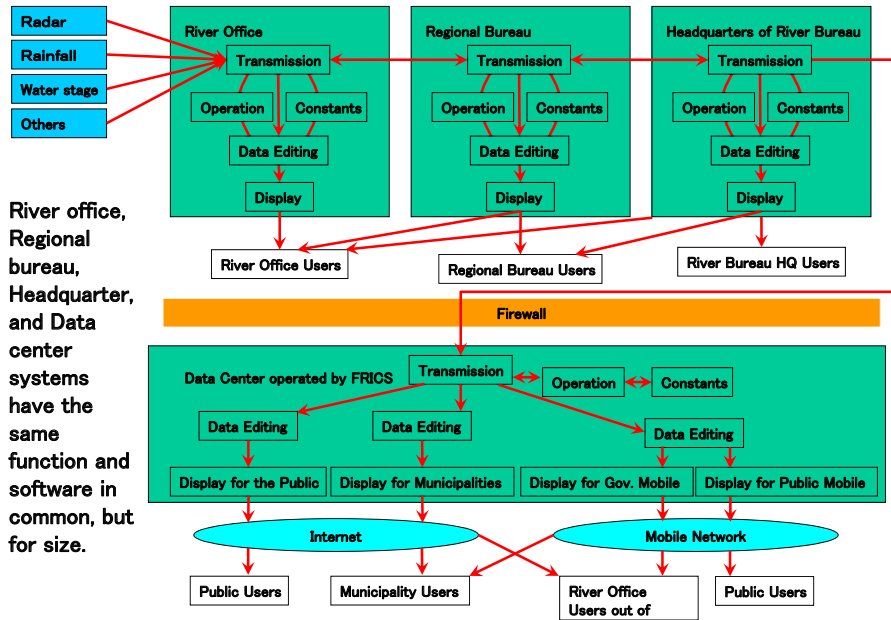 Radar
Rainfall
Water stage
Others
River Office
Transmission
Operation
Constants
Data Editing
Display
Regional Bureau
Transmission
Operation
Constants
Data Editing
Display
Headquarters of River Bureau
Transmission
Operation
Constants
Data Editing
Display
River Office Users
Regional Bureau Users
River Bureau HQ Users
River office,
Regional
bureau,
Headquarter,
and Data
center
systems
have the
same
function and
software in
common, but
for size.
Firewall
Data Center operated by FRICS
Transmission
Operation
Constants
Data Editing
Data Editing
Data Editing
Display for the Public
Display for Municipalities
Display for Gov. Mobile
Display for Public Mobile
Internet
Mobile Network
Public Users
Municipality Users
River Office
Users out of
Public Users